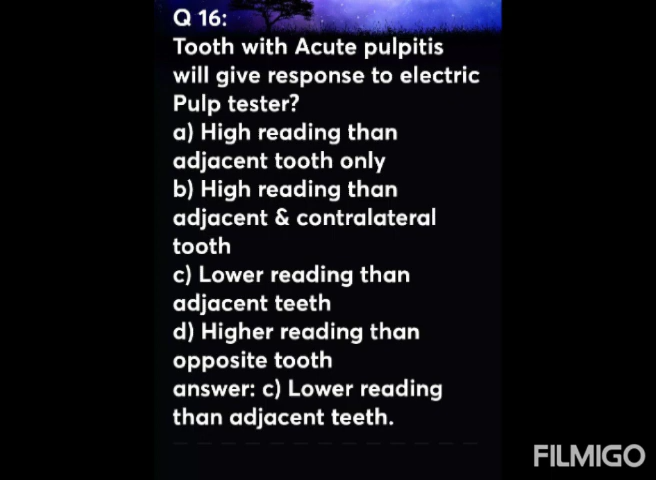 Q 16:
Tooth with Acute pulpitis
will give response to electric
Pulp tester?
a) High reading than
adjacent tooth only
b) High reading than
adjacent & contralateral
tooth
c) Lower reading than
adjacent teeth
d) Higher reading than
opposite tooth
answer: c) Lower reading
than adjacent teeth.
FILMIGO